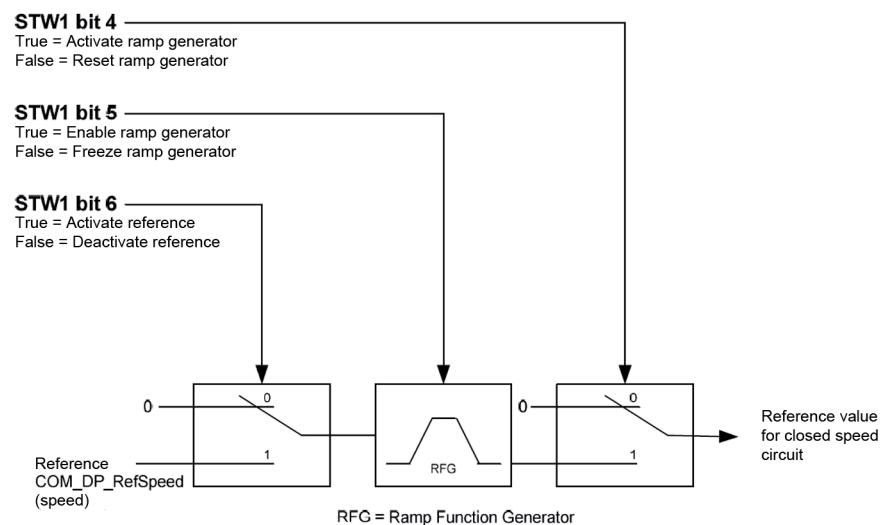 STW1 bit 4
True = Activate ramp generator
False = Reset ramp generator
STW1 bit 5
True = Enable ramp generator
False = Freeze ramp generator
STW1 bit 6
True = Activate reference
False = Deactivate reference
0
0
1
Reference
COM_DP_RefSpeed
(speed)
RFG
0
0
1
Reference value
for closed speed
circuit
RFG = Ramp Function Generator